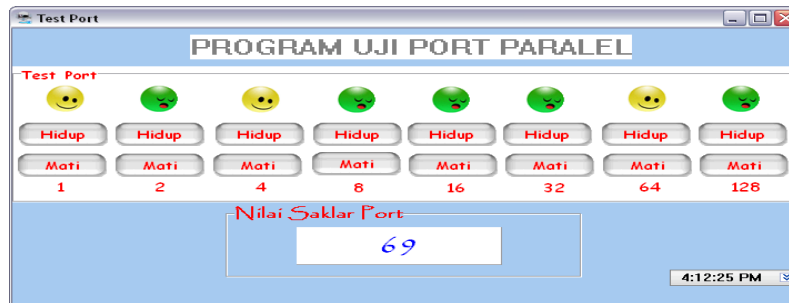 Test Port
PROGRAM UJI PORT PARALEL
Test Port
Hidup Hidup Hidup Hidup Hidup Hidup Hidup Hidup
Mati Mati Mati Mati Mati Mati Mati Mati
1 2 4 8 16 32 64 128
Nilai Saklar Port
69
4:12:25 PM